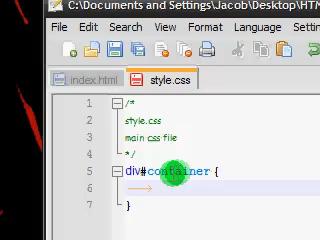 C:\Documents and Settings\Jacob\Desktop\HTM
File Edit Search View Format Language Settin
index.html style.css
1 /*
2 style.css
3 main css file
4 */
5 div#container {
6
7 }